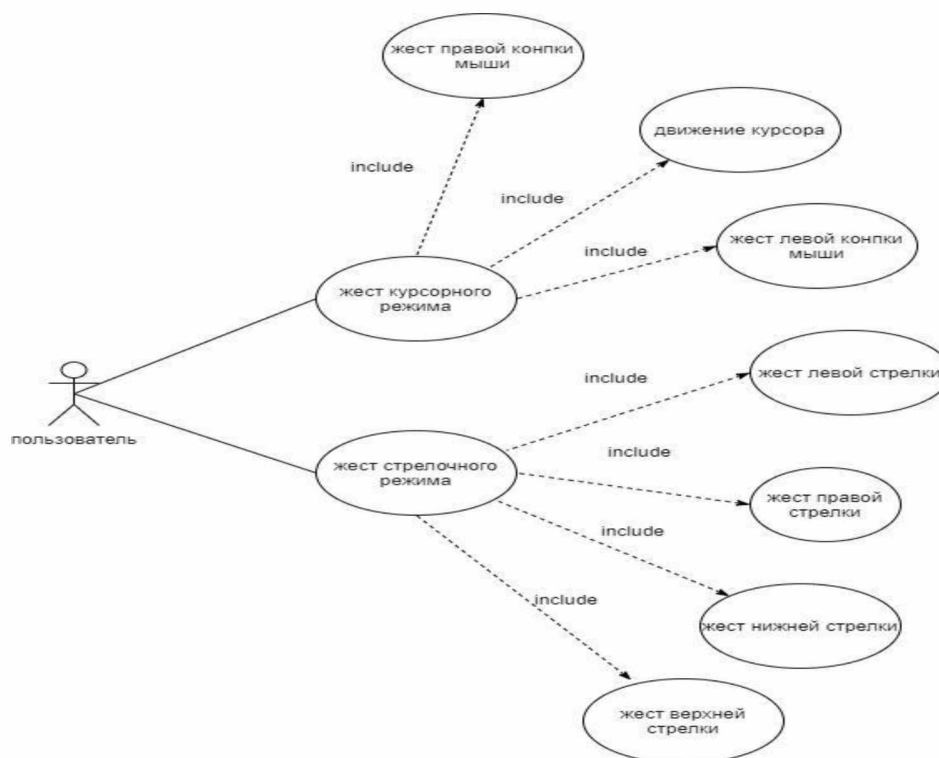 жест правой конпки
мыши
движение курсора
include
include
жест левой конпки
мыши
include
жест курсорного
режима
жест левой стрелки
include
пользователь
жест стрелочного
режима
include
жест правой
стрелки
include
жест нижней стрелки
include
жест верхней
стрелки